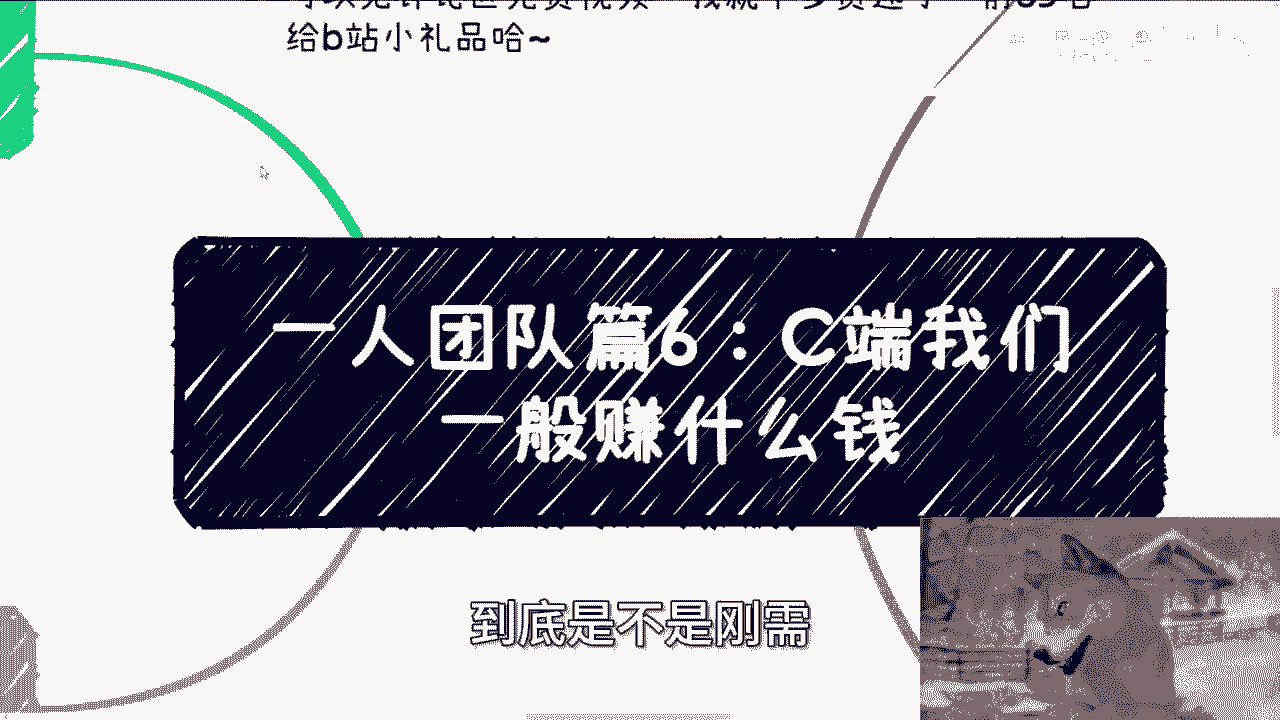 给b站小礼品哈~
一人团队篇6：C端我们
一般赚什么钱
到底是不是刚需